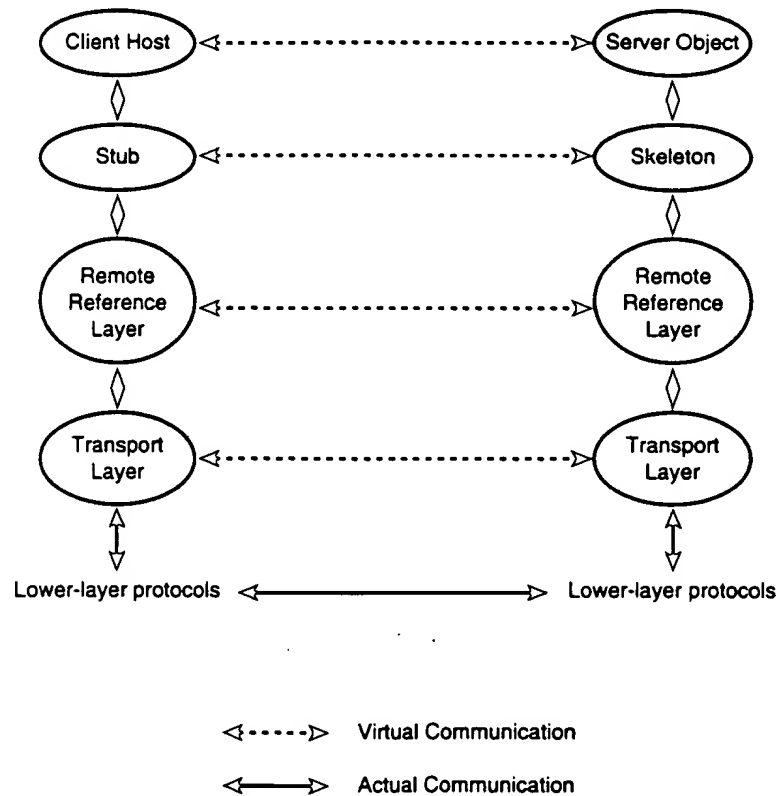 Client Host
Server Object
Stub
Skeleton
Remote
Reference
Layer
Remote
Reference
Layer
Transport
Layer
Transport
Layer
Lower-layer protocols
Lower-layer protocols
Virtual Communication
Actual Communication